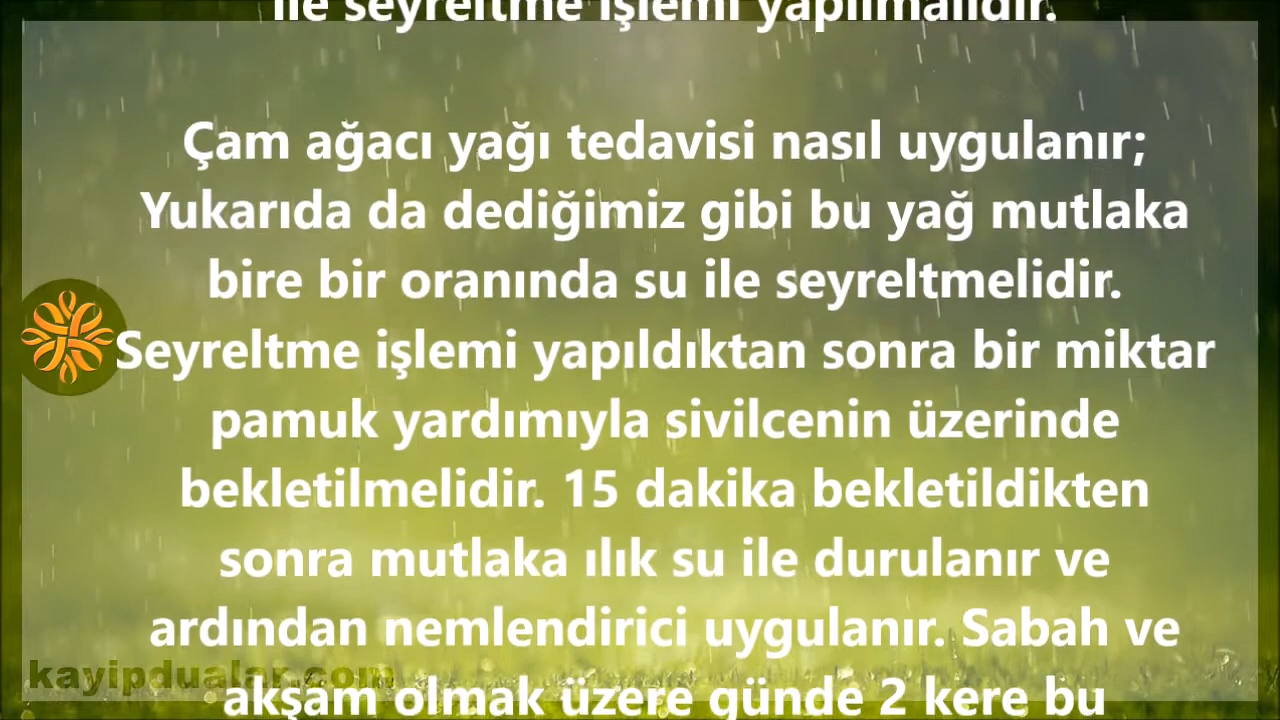 ile seyreltme işlemi yapılmalıdır.
Çam ağacı yağı tedavisi nasıl uygulanır;
Yukarıda da dediğimiz gibi bu yağ mutlaka
bire bir oranında su ile seyreltmelidir.
Seyreltme işlemi yapıldıktan sonra bir miktar
pamuk yardımıyla sivilcenin üzerinde
bekletilmelidir. 15 dakika bekletildikten
sonra mutlaka ılık su ile durulanır ve
ardından nemlendirici uygulanır. Sabah ve
kayipdualar.com
akşam olmak üzere günde 2 kere bu